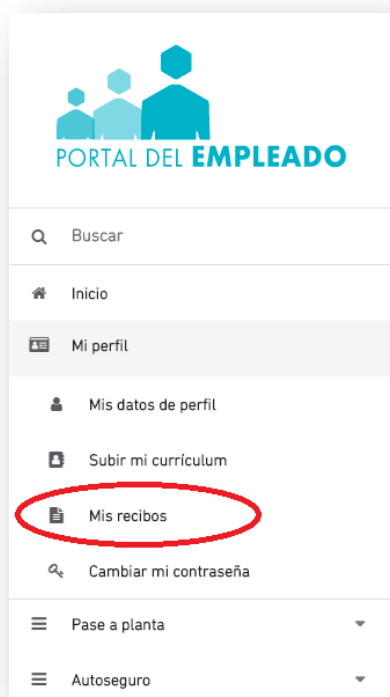 PORTAL DEL EMPLEADO
Buscar
Inicio
Mi perfil
Mis datos de perfil
Subir mi currículum
Mis recibos
Cambiar mi contraseña
Pase a planta
Autoseguro